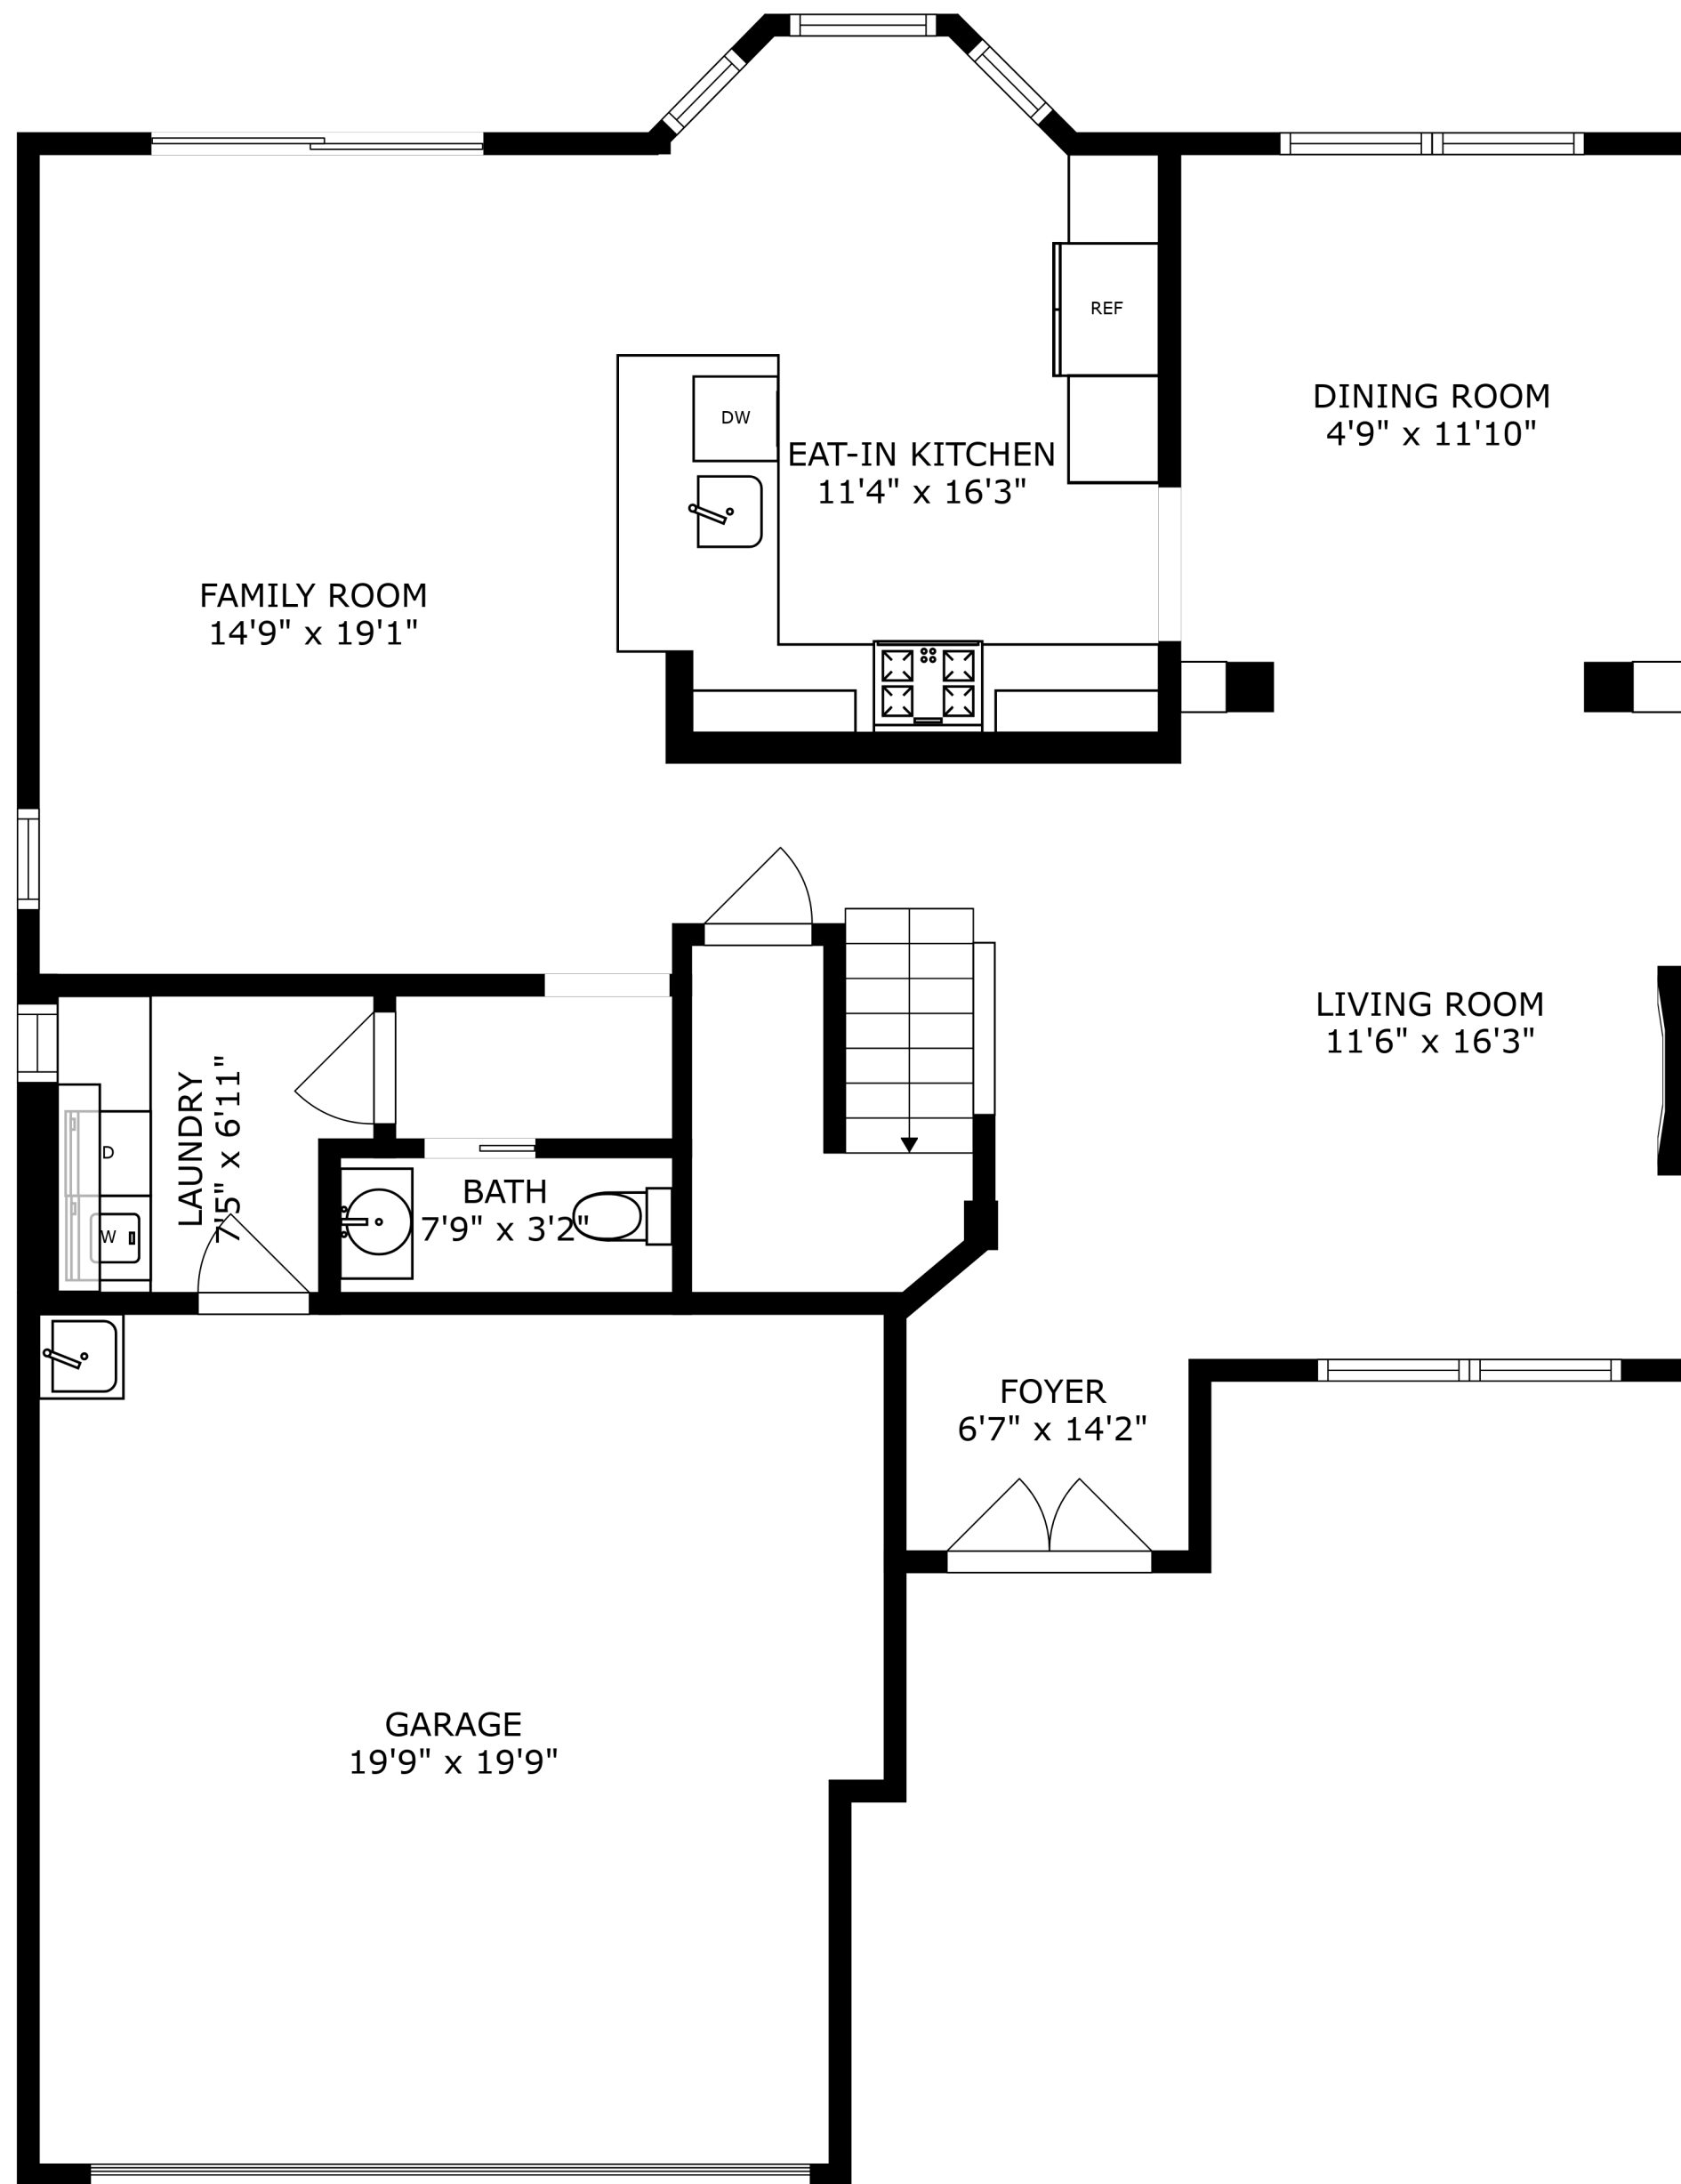 REF
DINING ROOM
4'9" x 11'10"
DW
EAT-IN KITCHEN
11'4" x 16'3"
FAMILY ROOM
14'9" x 19'1"
LIVING ROOM
11'6" x 16'3"
LAUNDRY
7'5" x 6'11"
D
W
BATH
7'9" x 3'2"
FOYER
6'7" x 14'2"
GARAGE
19'9" x 19'9"